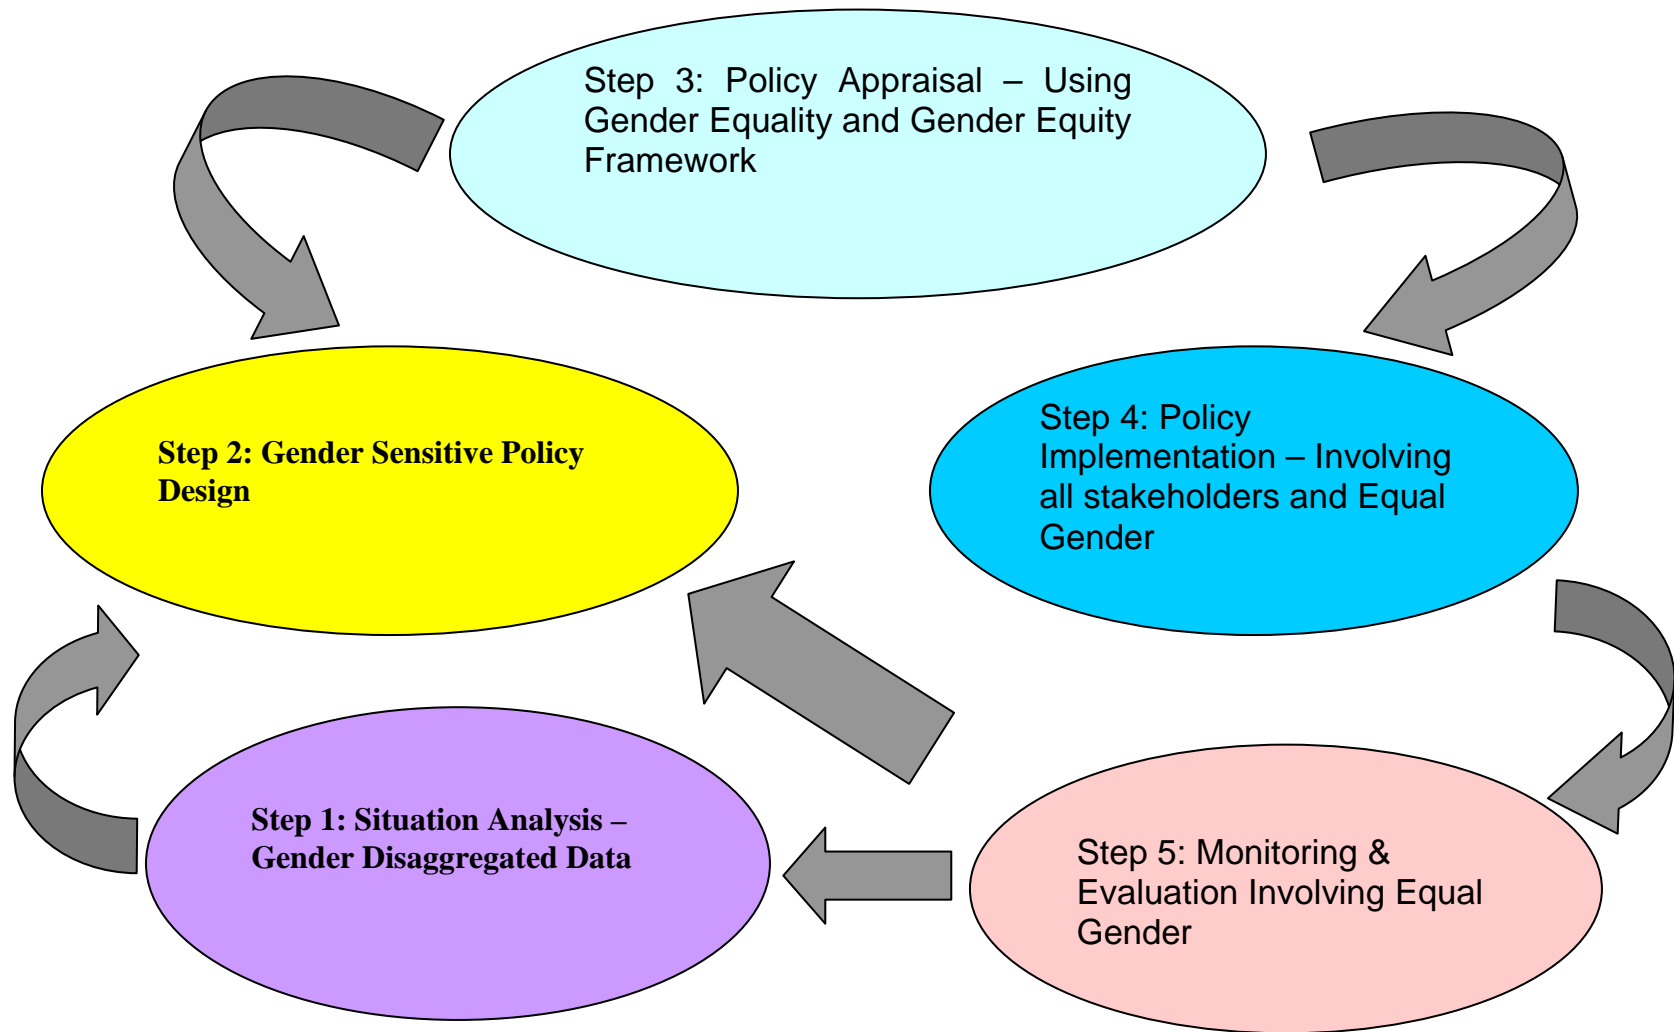 Step 3: Policy Appraisal – Using
Gender Equality and Gender Equity
Framework
Step 2: Gender Sensitive Policy
Design
Step 4: Policy
Implementation – Involving
all stakeholders and Equal
Gender
Step 1: Situation Analysis –
Gender Disaggregated Data
Step 5: Monitoring &
Evaluation Involving Equal
Gender